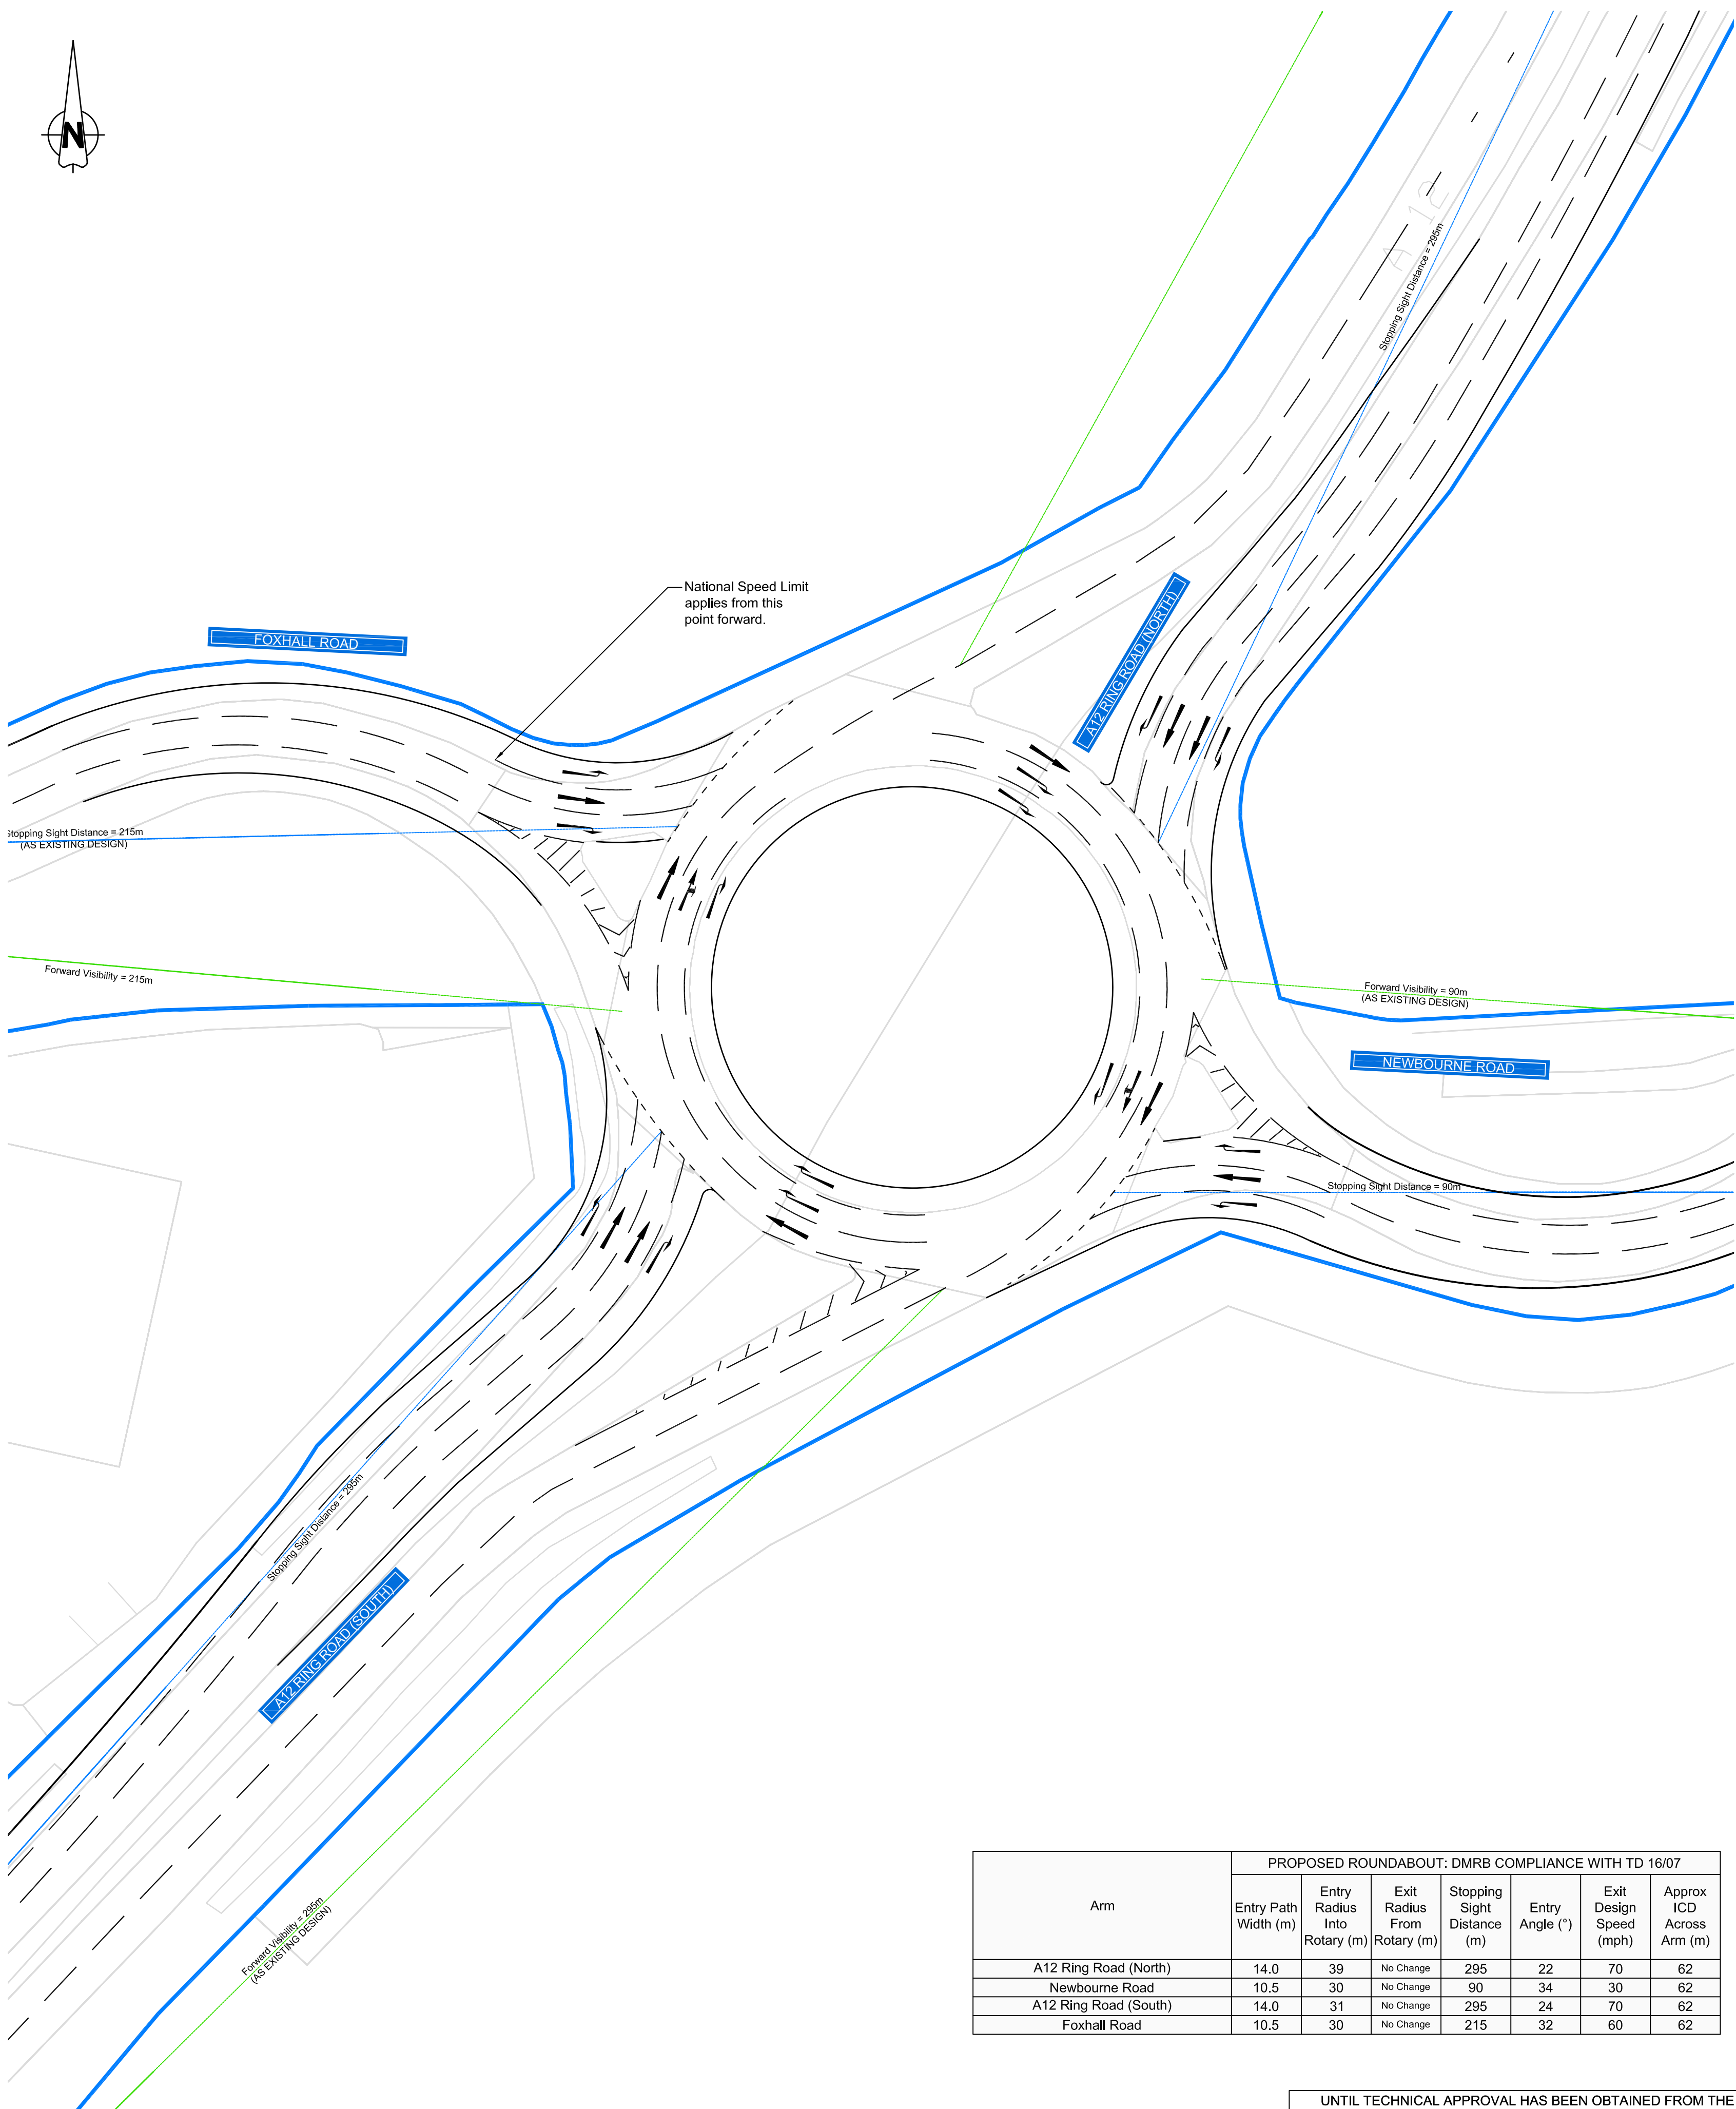 N
A 12
Stopping Sight Distance = 295m
National Speed Limit
applies from this
point forward.
FOXHALL ROAD
A12 RING ROAD (NORTH)
Stopping Sight Distance = 215m
(AS EXISTING DESIGN)
Forward Visibility = 215m
Forward Visibility = 90m
(AS EXISTING DESIGN)
NEWBOURNE ROAD
Stopping Sight Distance = 90m
Stopping Sight Distance = 295m
A12 RING ROAD (SOUTH)
Forward Visibility = 295m
(AS EXISTING DESIGN)
PROPOSED ROUNDABOUT: DMRB COMPLIANCE WITH TD 16/07
Arm
Entry Path
Width (m)
Entry
Radius
Into
Rotary (m)
Exit
Radius
From
Rotary (m)
Stopping
Sight
Distance
(m)
Entry
Angle (°)
Exit
Design
Speed
(mph)
Approx
ICD
Across
Arm (m)
A12 Ring Road (North) 14.0 39 No Change 295 22 70 62
Newbourne Road 10.5 30 No Change 90 34 30 62
A12 Ring Road (South) 14.0 31 No Change 295 24 70 62
Foxhall Road 10.5 30 No Change 215 32 60 62
UNTIL TECHNICAL APPROVAL HAS BEEN OBTAINED FROM THE